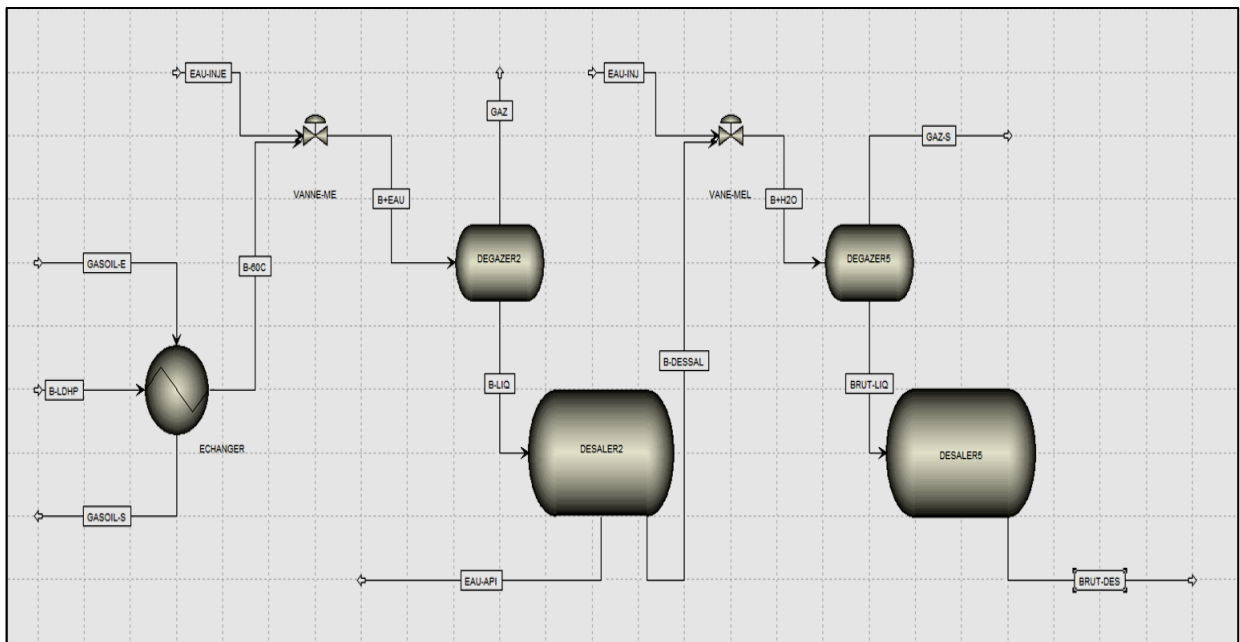 EAU-INJE
EAU-INJ
GAZ
GAZ-S
VANNE-ME
B+EAU
VANE-MEL
B+H2O
GASOIL-E
B-60C
DEGAZER2
DEGAZER5
B-LDHP
B-LIQ
B-DESSAL
BRUT-LIQ
ECHANGER
DESALER2
DESALER5
GASOIL-S
EAU-API
BRUT-DES